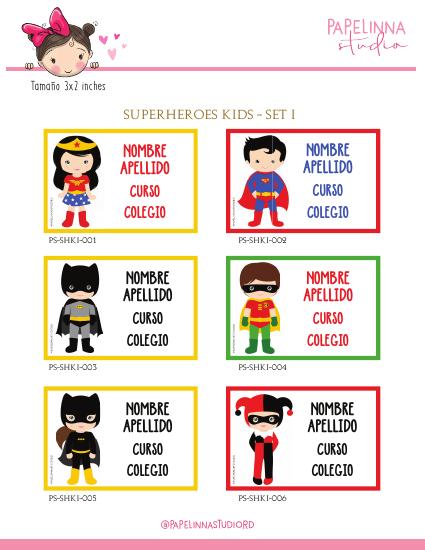 PAPELINNA
studio
Tamaño 3x2 inches
SUPERHEROES KIDS - SET 1
NOMBRE
APELLIDO
CURSO
COLEGIO
PS-SHK1-001
NOMBRE
APELLIDO
CURSO
COLEGIO
PS-SHK1-002
NOMBRE
APELLIDO
CURSO
COLEGIO
PS-SHK1-003
NOMBRE
APELLIDO
CURSO
COLEGIO
PS-SHK1-004
NOMBRE
APELLIDO
CURSO
COLEGIO
PS-SHK1-005
NOMBRE
APELLIDO
CURSO
COLEGIO
PS-SHK1-006
@PAPELINNASTUDIORD